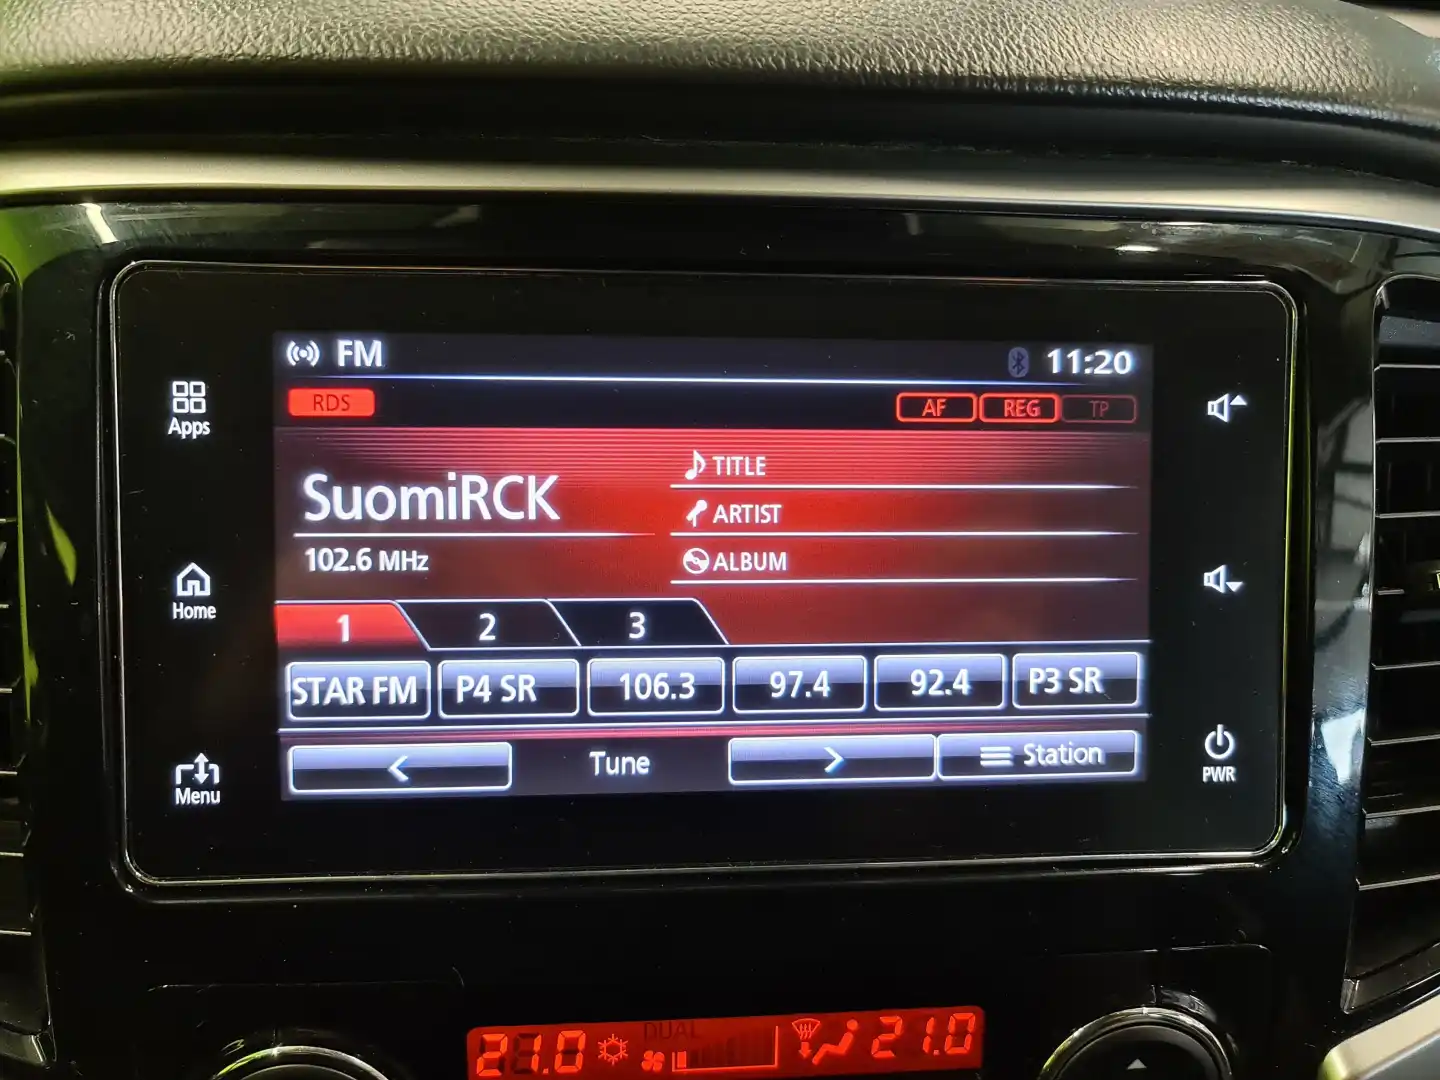 FM
11:20
Apps
RDS
AF REG TP
SuomiRCK
102.6 MHz
TITLE
ARTIST
ALBUM
Home
1 2 3
STAR FM P4 SR 106.3 97.4 92.4 P3 SR
Tune
Station
Menu
PWR
DUAL
21.0 21.0